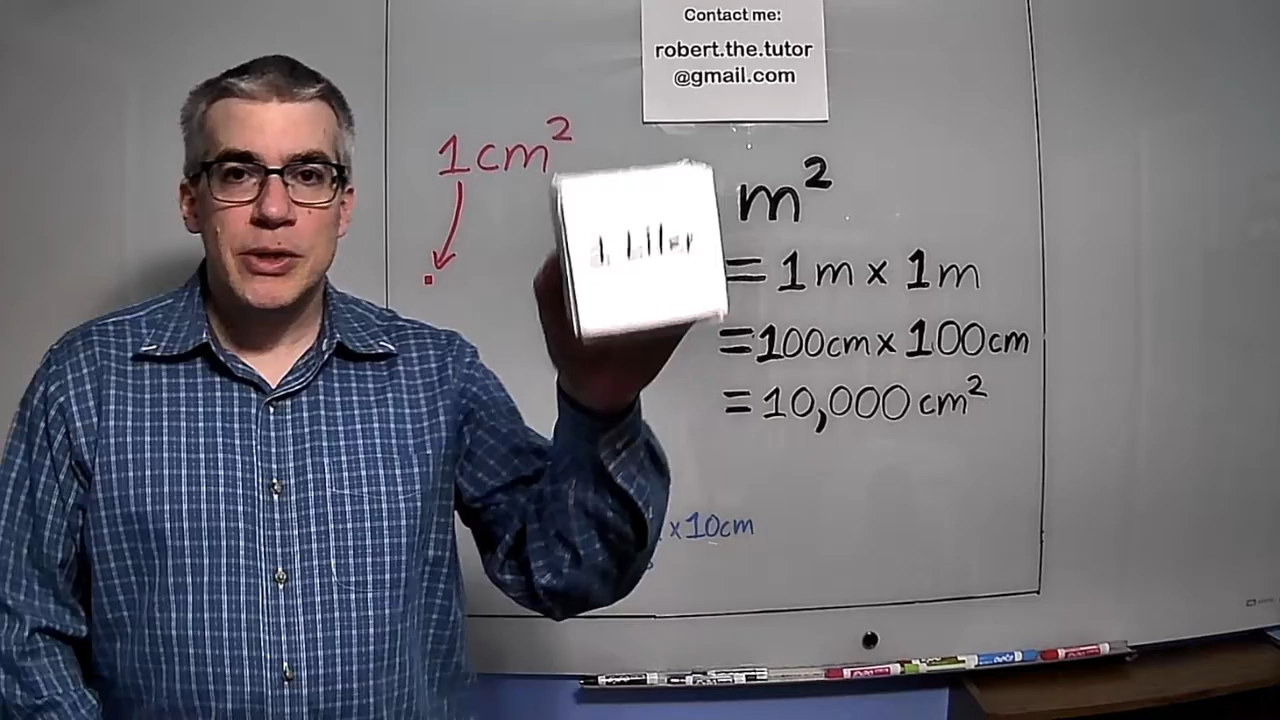 Contact me:
robert.the.tutor
@gmail.com
1cm²
m²
= 1m x 1m
= 100cm x 100cm
= 10,000 cm²
x 10cm